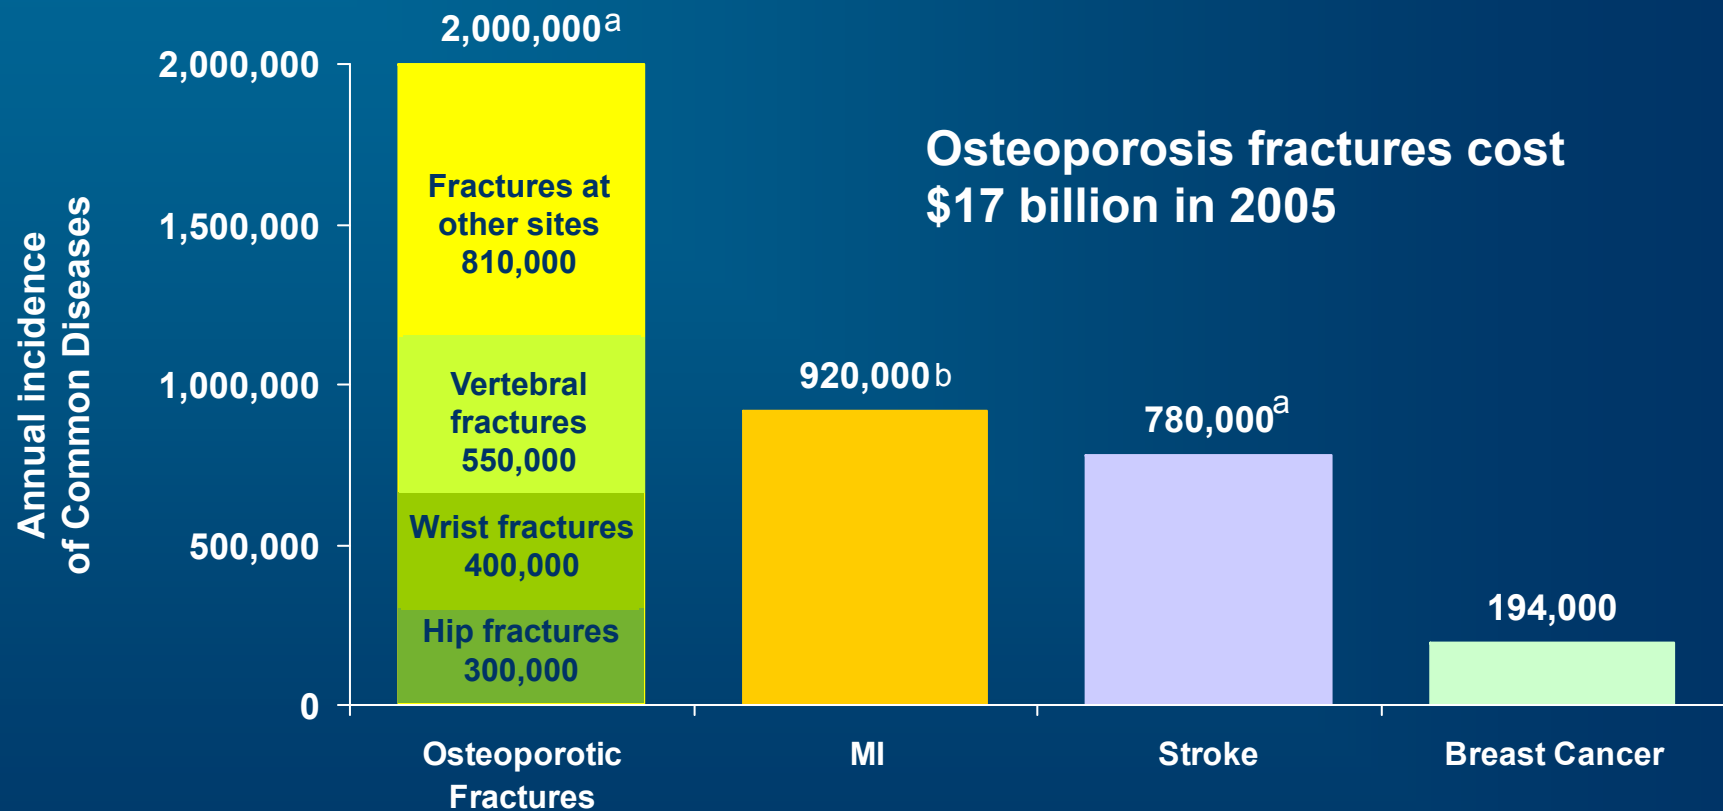 2,000,000a
2,000,000
1,500,000
1,000,000
500,000
0
Annual incidence
of Common Diseases
Fractures at
other sites
810,000
Vertebral
fractures
550,000
Wrist fractures
400,000
Hip fractures
300,000
Osteoporosis fractures cost
$17 billion in 2005
920,000b
780,000a
194,000
Osteoporotic
Fractures
MI
Stroke
Breast Cancer